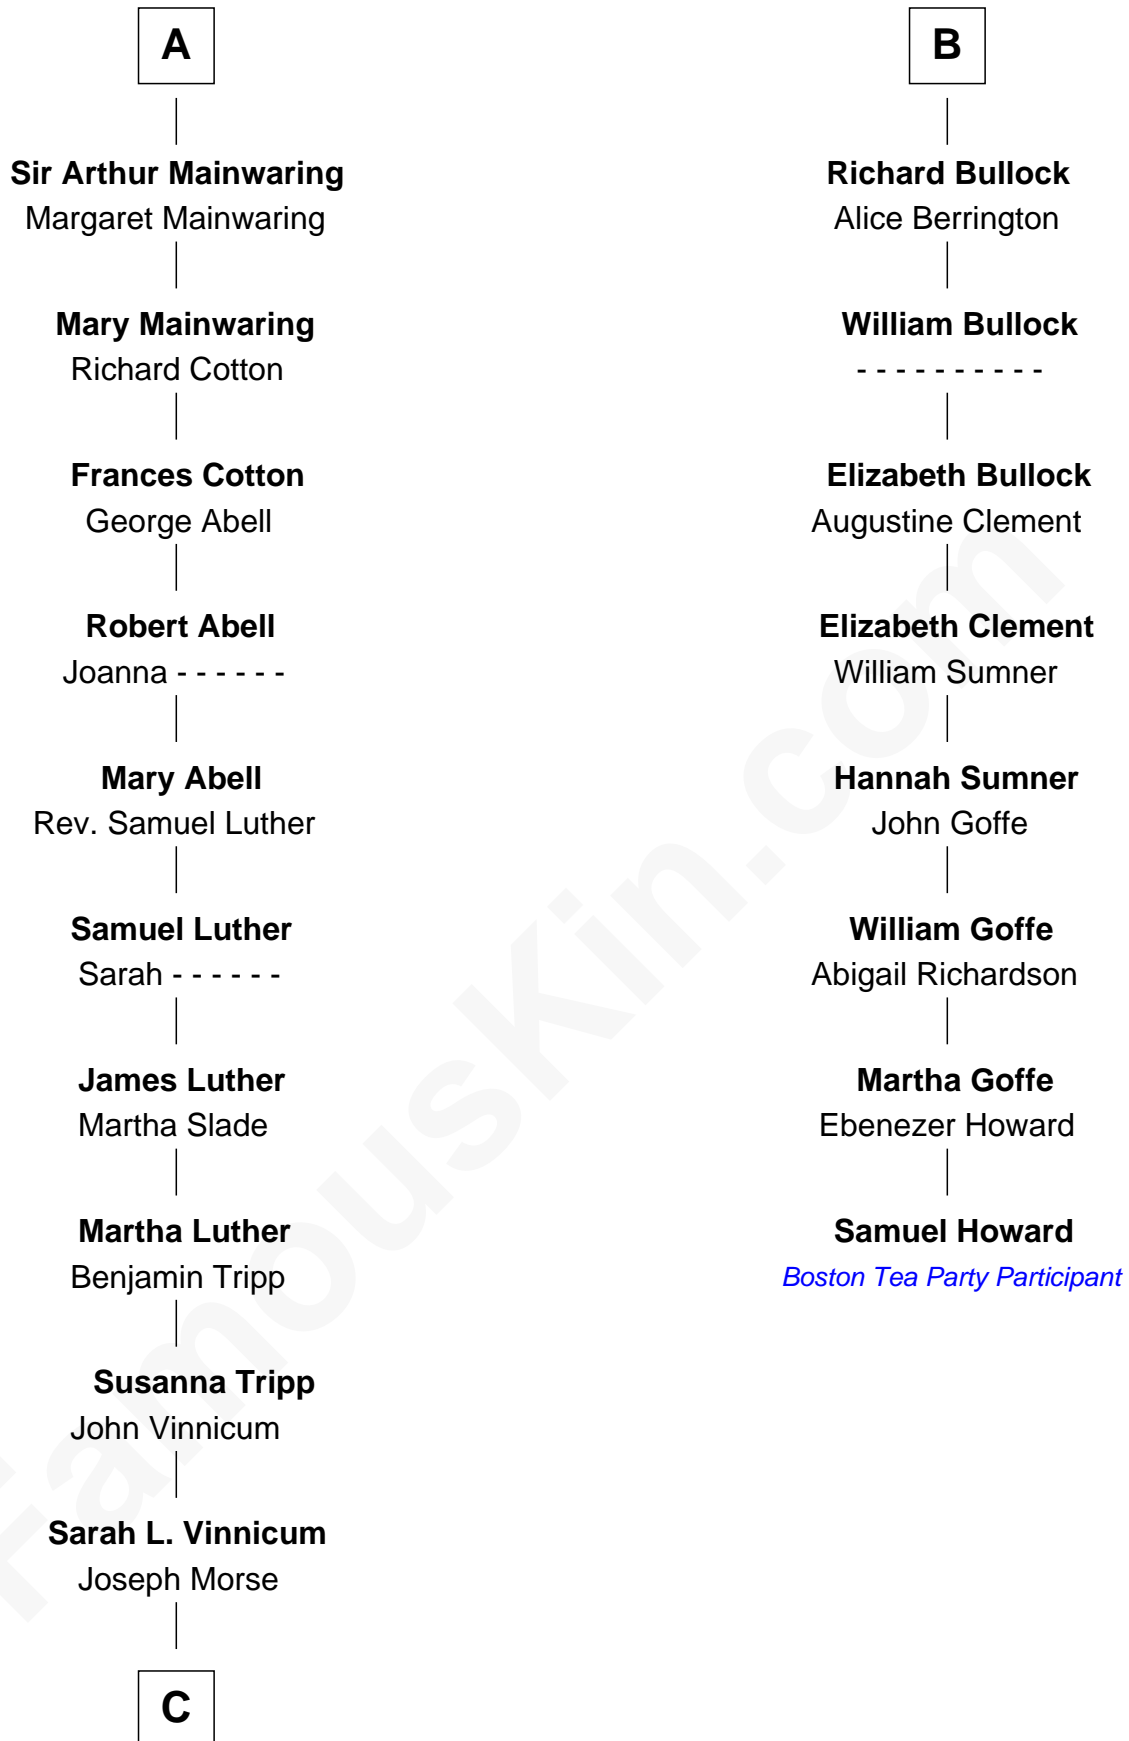 A
Sir Arthur Mainwaring
Margaret Mainwaring
Mary Mainwaring
Richard Cotton
Frances Cotton
George Abell
Robert Abell
Joanna - - - - - -
Mary Abell
Rev. Samuel Luther
Samuel Luther
Sarah - - - - - -
James Luther
Martha Slade
Martha Luther
Benjamin Tripp
Susanna Tripp
John Vinnicum
Sarah L. Vinnicum
Joseph Morse
C
B
Richard Bullock
Alice Berrington
William Bullock
- - - - - - - - - -
Elizabeth Bullock
Augustine Clement
Elizabeth Clement
William Sumner
Hannah Sumner
John Goffe
William Goffe
Abigail Richardson
Martha Goffe
Ebenezer Howard
Samuel Howard
Boston Tea Party Participant
FamousKin.com